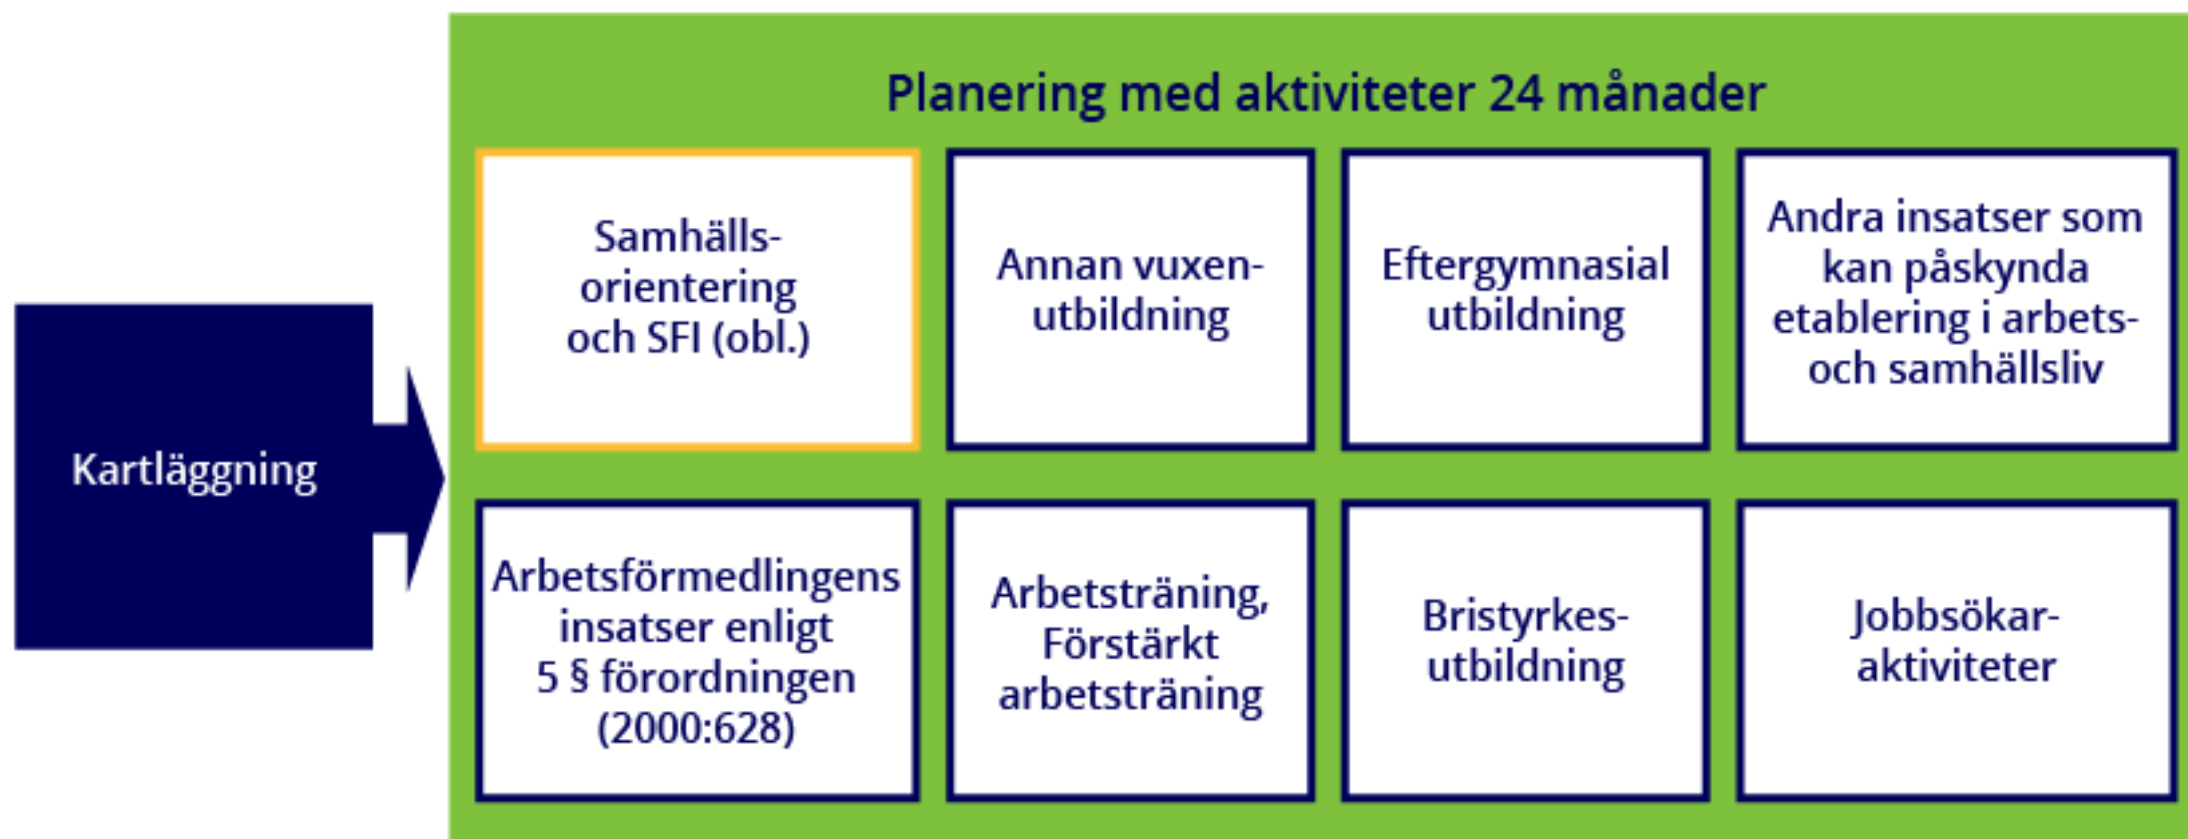 Planering med aktiviteter 24 månader
Kartläggning
Samhälls-
orientering
och SFI (obl.)
Annan vuxen-
utbildning
Eftergymnasial
utbildning
Andra insatser som
kan påskynda
etablering i arbets-
och samhällsliv
Arbetsförmedlingens
insatser enligt
5 § förordningen
(2000:628)
Arbetsträning,
Förstärkt
arbetsträning
Bristyrkes-
utbildning
Jobbsökar-
aktiviteter